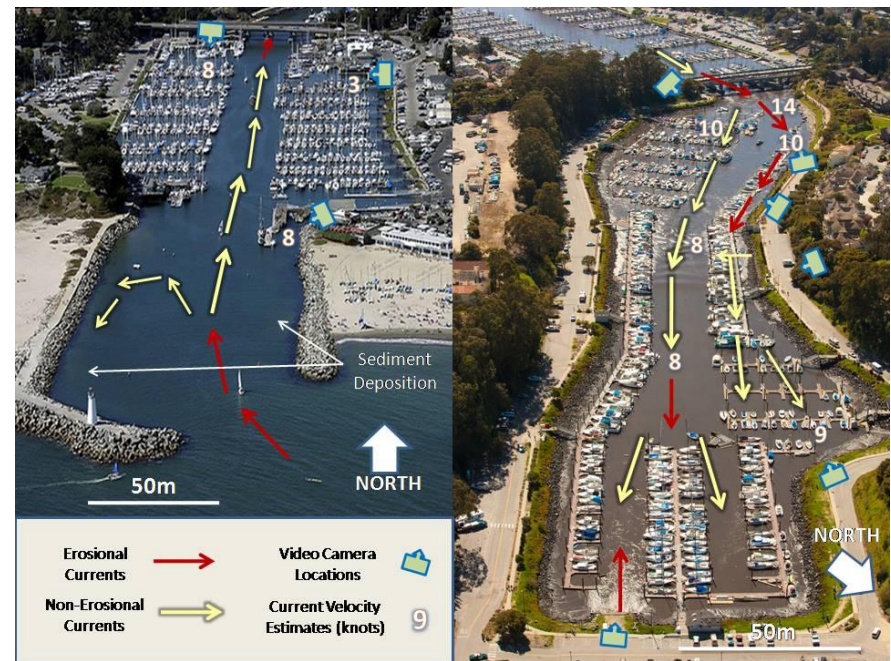 8
3
8
Sediment
Deposition
50m
NORTH
14
10
10
8
8
9
NORTH
50m
Erosional
Currents
Video Camera
Locations
Non-Erosional
Currents
Current Velocity
Estimates (knots)
9